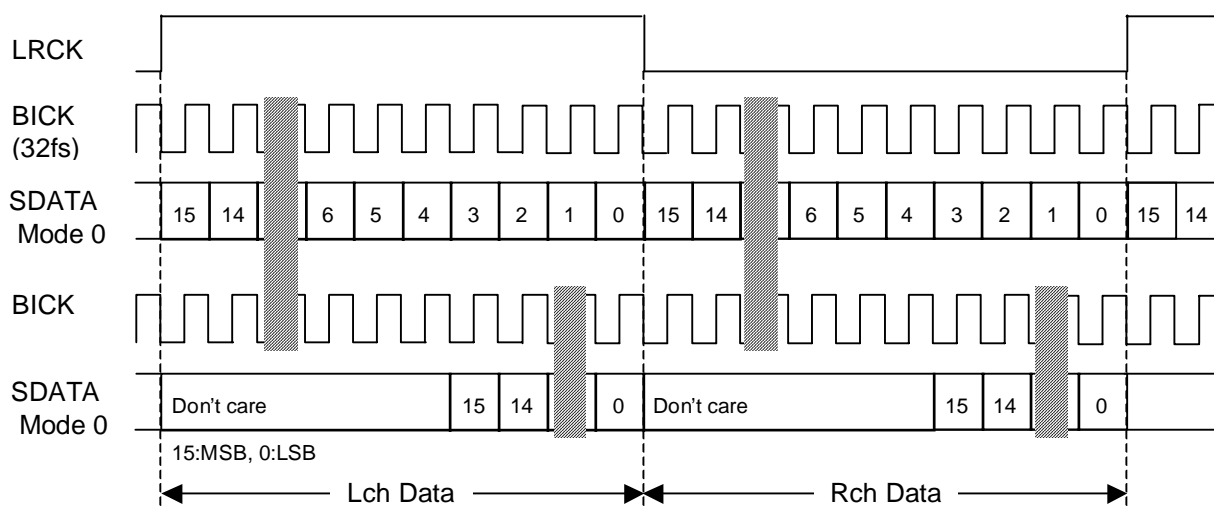 LRCK
BICK
(32fs)
SDATA
Mode 0
15 14 6 5 4 3 2 1 0 15 14 6 5 4 3 2 1 0 15 14
BICK
SDATA
Mode 0
Don't care 15 14 0 Don't care 15 14 0
15:MSB, 0:LSB
Lch Data Rch Data